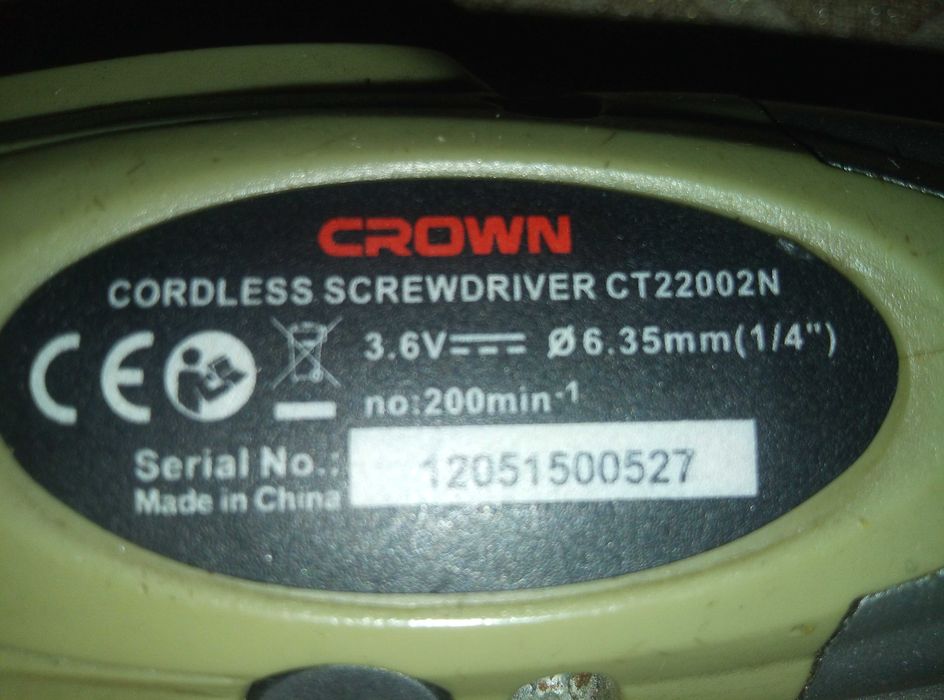 CROWN
CORDLESS SCREWDRIVER CT22002N
CE
3.6V Ø6.35mm(1/4")
no:200min-1
Serial No.: 12051500527
Made in China